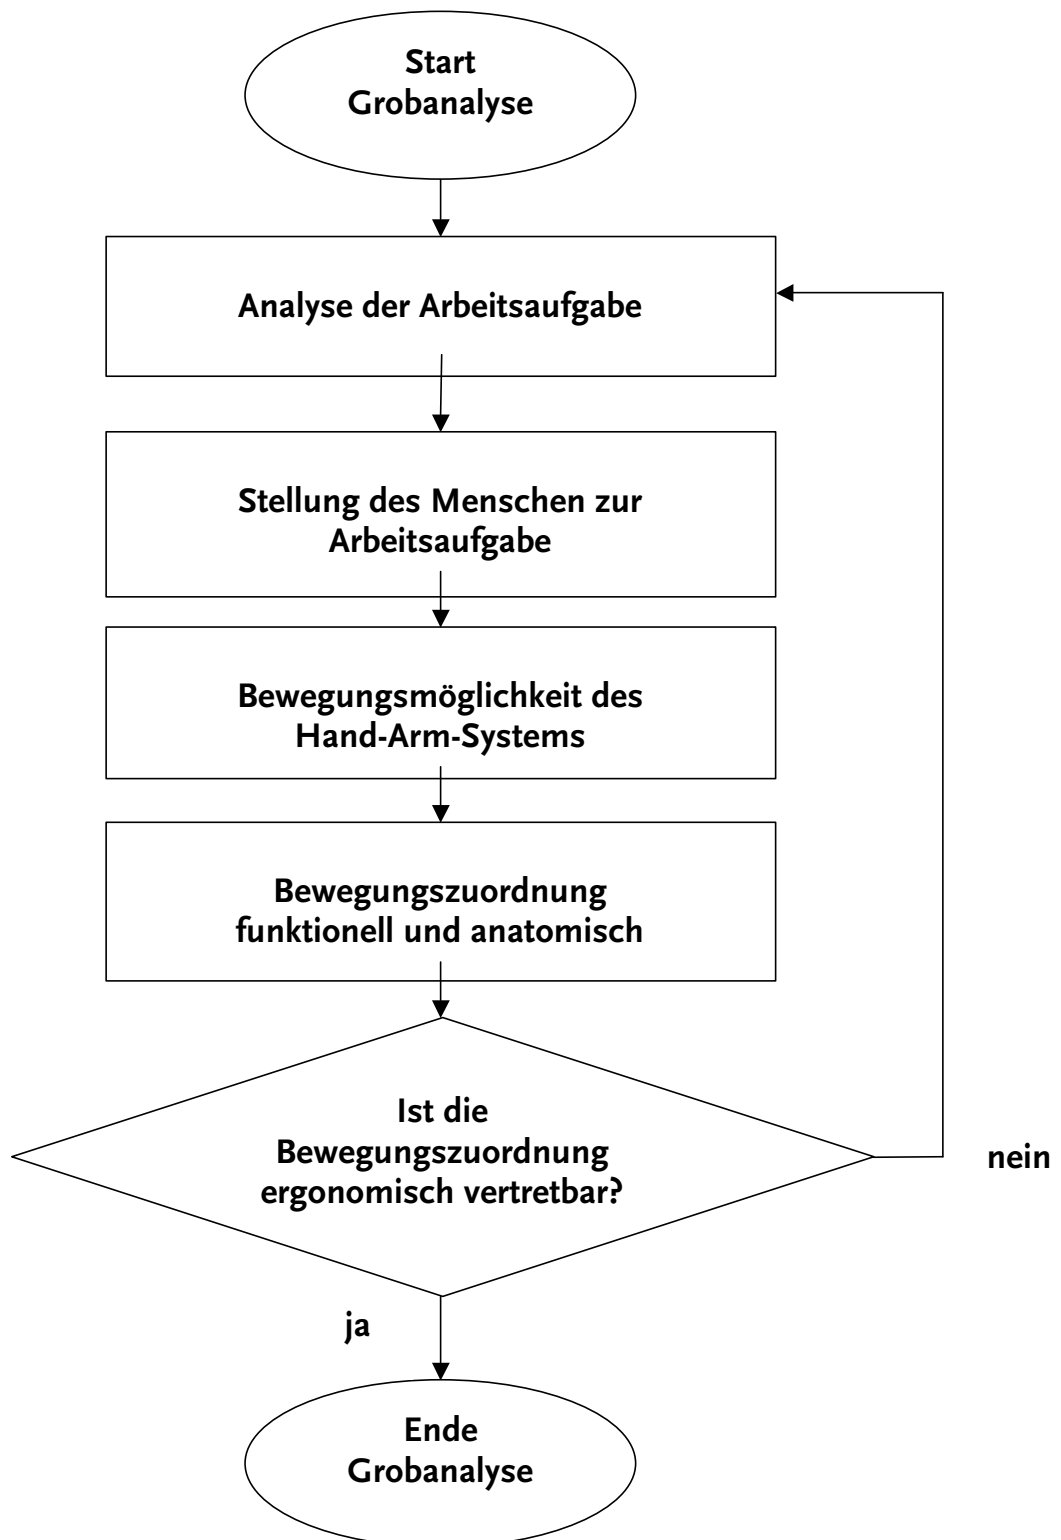 Start
Grobanalyse
Analyse der Arbeitsaufgabe
Stellung des Menschen zur
Arbeitsaufgabe
Bewegungsmöglichkeit des
Hand-Arm-Systems
Bewegungszuordnung
funktionell und anatomisch
Ist die
Bewegungszuordnung
ergonomisch vertretbar?
nein
ja
Ende
Grobanalyse